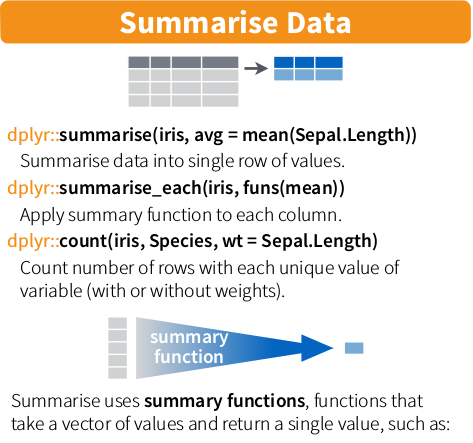 Summarise Data
dplyr::summarise(iris, avg = mean(Sepal.Length))
Summarise data into single row of values.
dplyr::summarise_each(iris, funs(mean))
Apply summary function to each column.
dplyr::count(iris, Species, wt = Sepal.Length)
Count number of rows with each unique value of
variable (with or without weights).
summary
function
Summarise uses summary functions, functions that
take a vector of values and return a single value, such as: